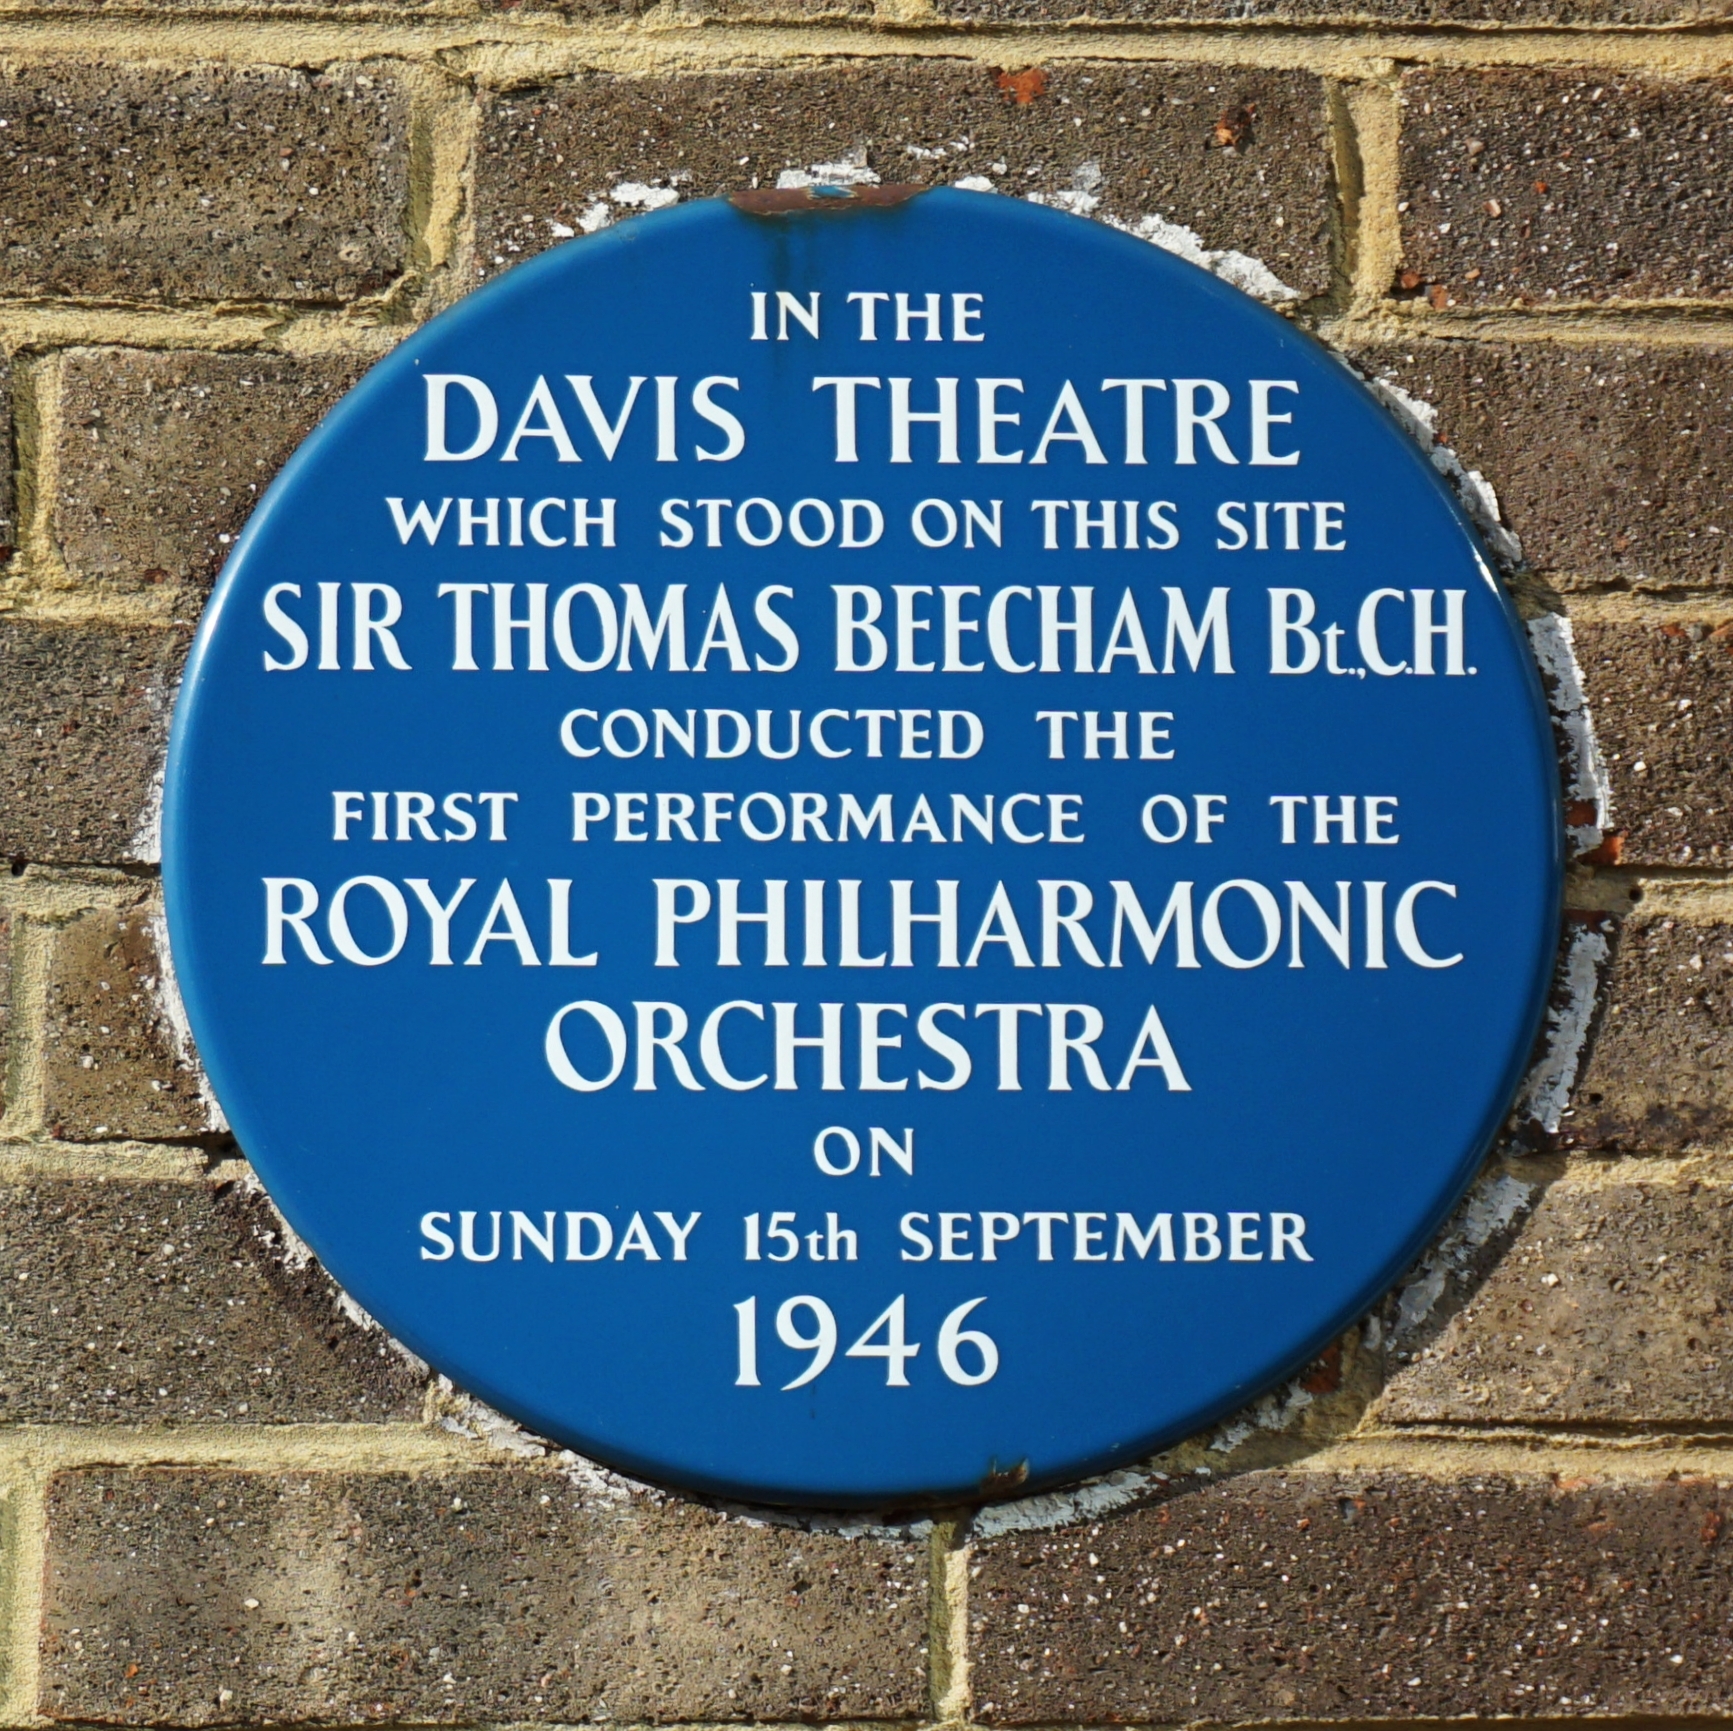 IN THE
DAVIS THEATRE
WHICH STOOD ON THIS SITE
SIR THOMAS BEECHAM Bt.,C.H.
CONDUCTED THE
FIRST PERFORMANCE OF THE
ROYAL PHILHARMONIC
ORCHESTRA
ON
SUNDAY 15th SEPTEMBER
1946